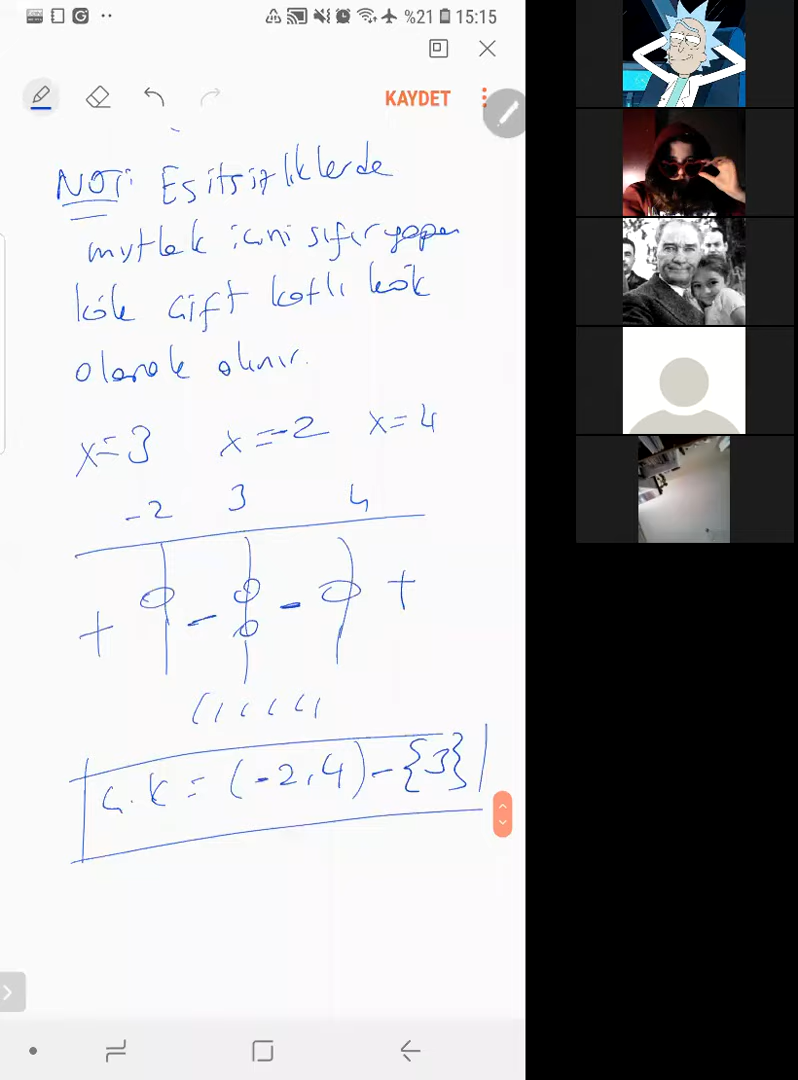 %21 15:15
KAYDET
NOT: Eşitsizliklerde
mutlak içini sıfır yapan
kök çift katlı kök
olarak alınır.
x=3 x=-2 x=4
-2 3 4
+ - - +
Ç.K = (-2,4)-{3}